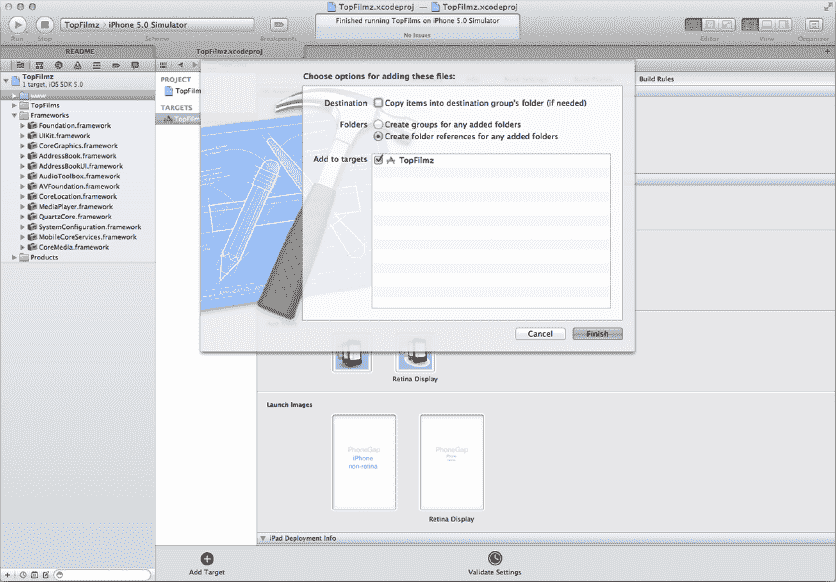 TopFilmz.xcodeproj TopFilmz.xcodeproj
TopFilmz iPhone 5.0 Simulator
Finished running TopFilms on iPhone 5.0 Simulator
No Issues
Run Stop Scheme Breakpoints Editor View Organizer
README
TopFilmz.xcodeproj
TopFilmz
1 target, iOS SDK 5.0
www
TopFilms
Frameworks
Foundation.framework
UIKit.framework
CoreGraphics.framework
AddressBook.framework
AddressBookUI.framework
AudioToolbox.framework
AVFoundation.framework
CoreLocation.framework
MediaPlayer.framework
QuartzCore.framework
SystemConfiguration.framework
MobileCoreServices.framework
CoreMedia.framework
Products
PROJECT
TopFilm
TARGETS
TopFilm
Build Rules
Choose options for adding these files:
Destination Copy items into destination group's folder (if needed)
Folders Create groups for any added folders
Create folder references for any added folders
Add to targets TopFilmz
Cancel Finish
Retina Display
Launch Images
PhoneGap
iPhone
non-retina
PhoneGap
Retina Display
iPad Deployment Info
Add Target
Validate Settings